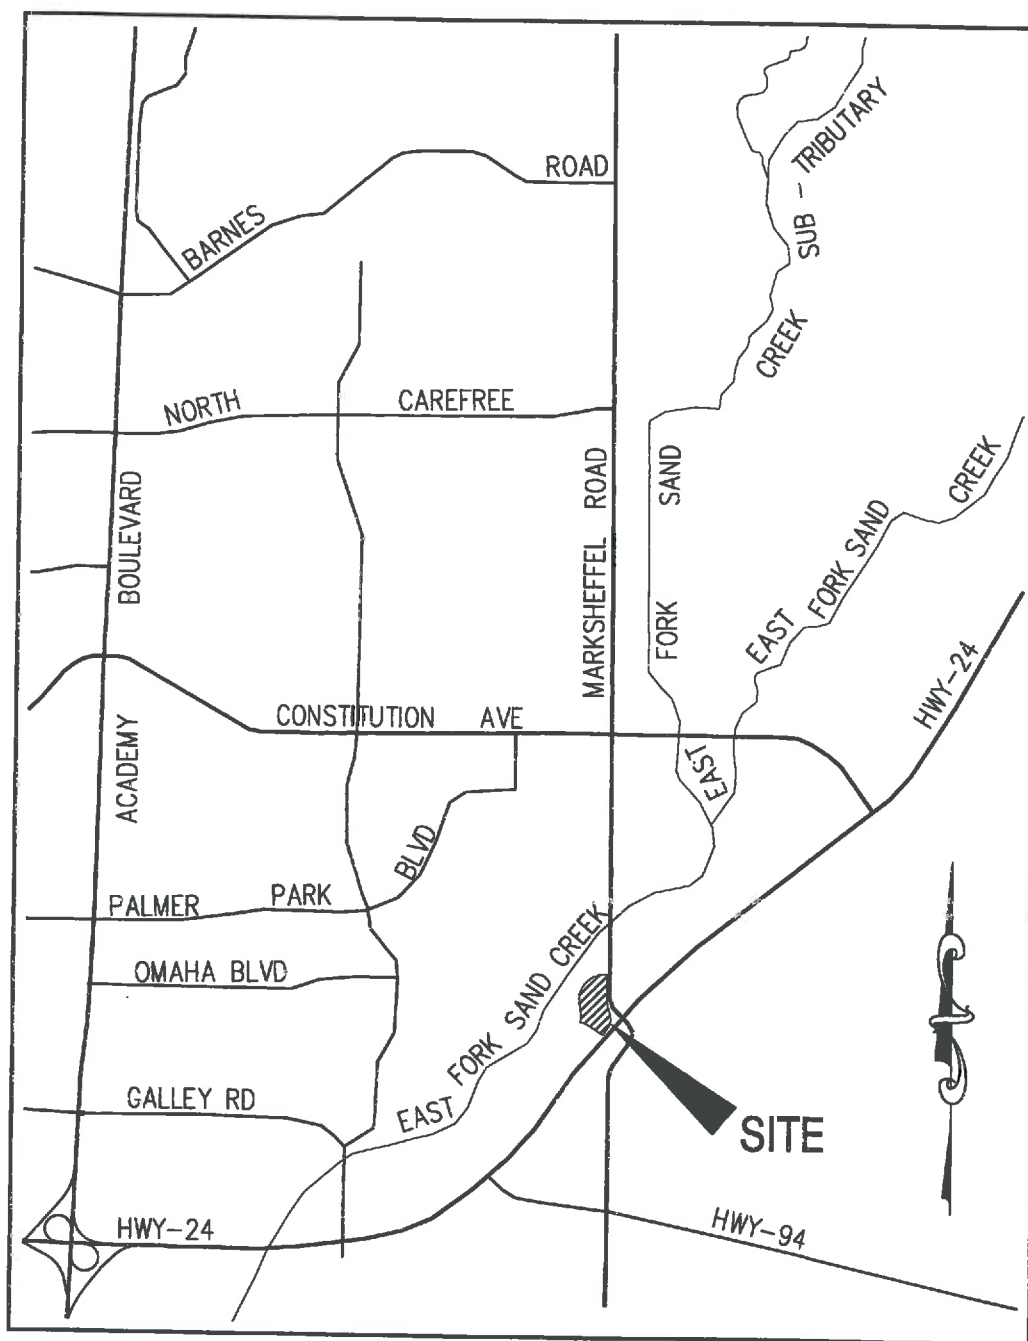 BARNES ROAD
SUB - TRIBUTARY
CREEK
NORTH CAREFREE
BOULEVARD
MARKSHEFFEL ROAD
FORK SAND
EAST FORK SAND CREEK
HWY-24
CONSTITUTION AVE
ACADEMY
EAST
BLVD
PALMER PARK
OMAHA BLVD
EAST FORK SAND CREEK
GALLEY RD
SITE
HWY-24
HWY-94